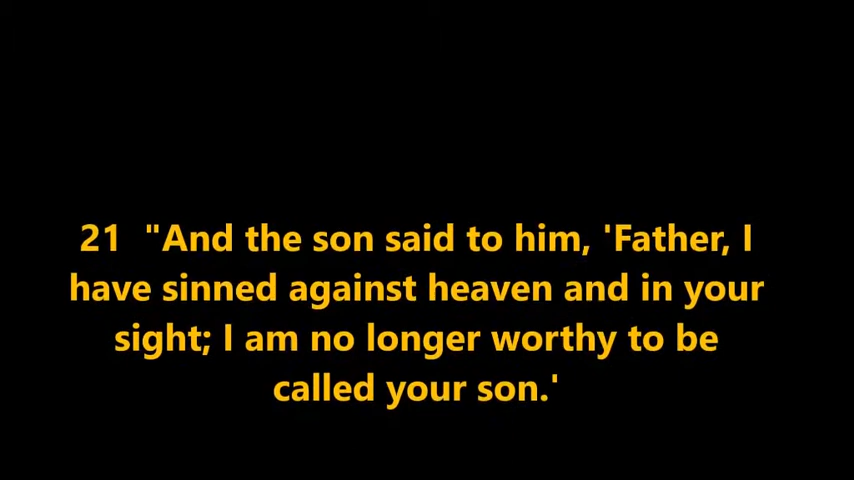 21  "And the son said to him, 'Father, I
have sinned against heaven and in your
sight; I am no longer worthy to be
called your son.'